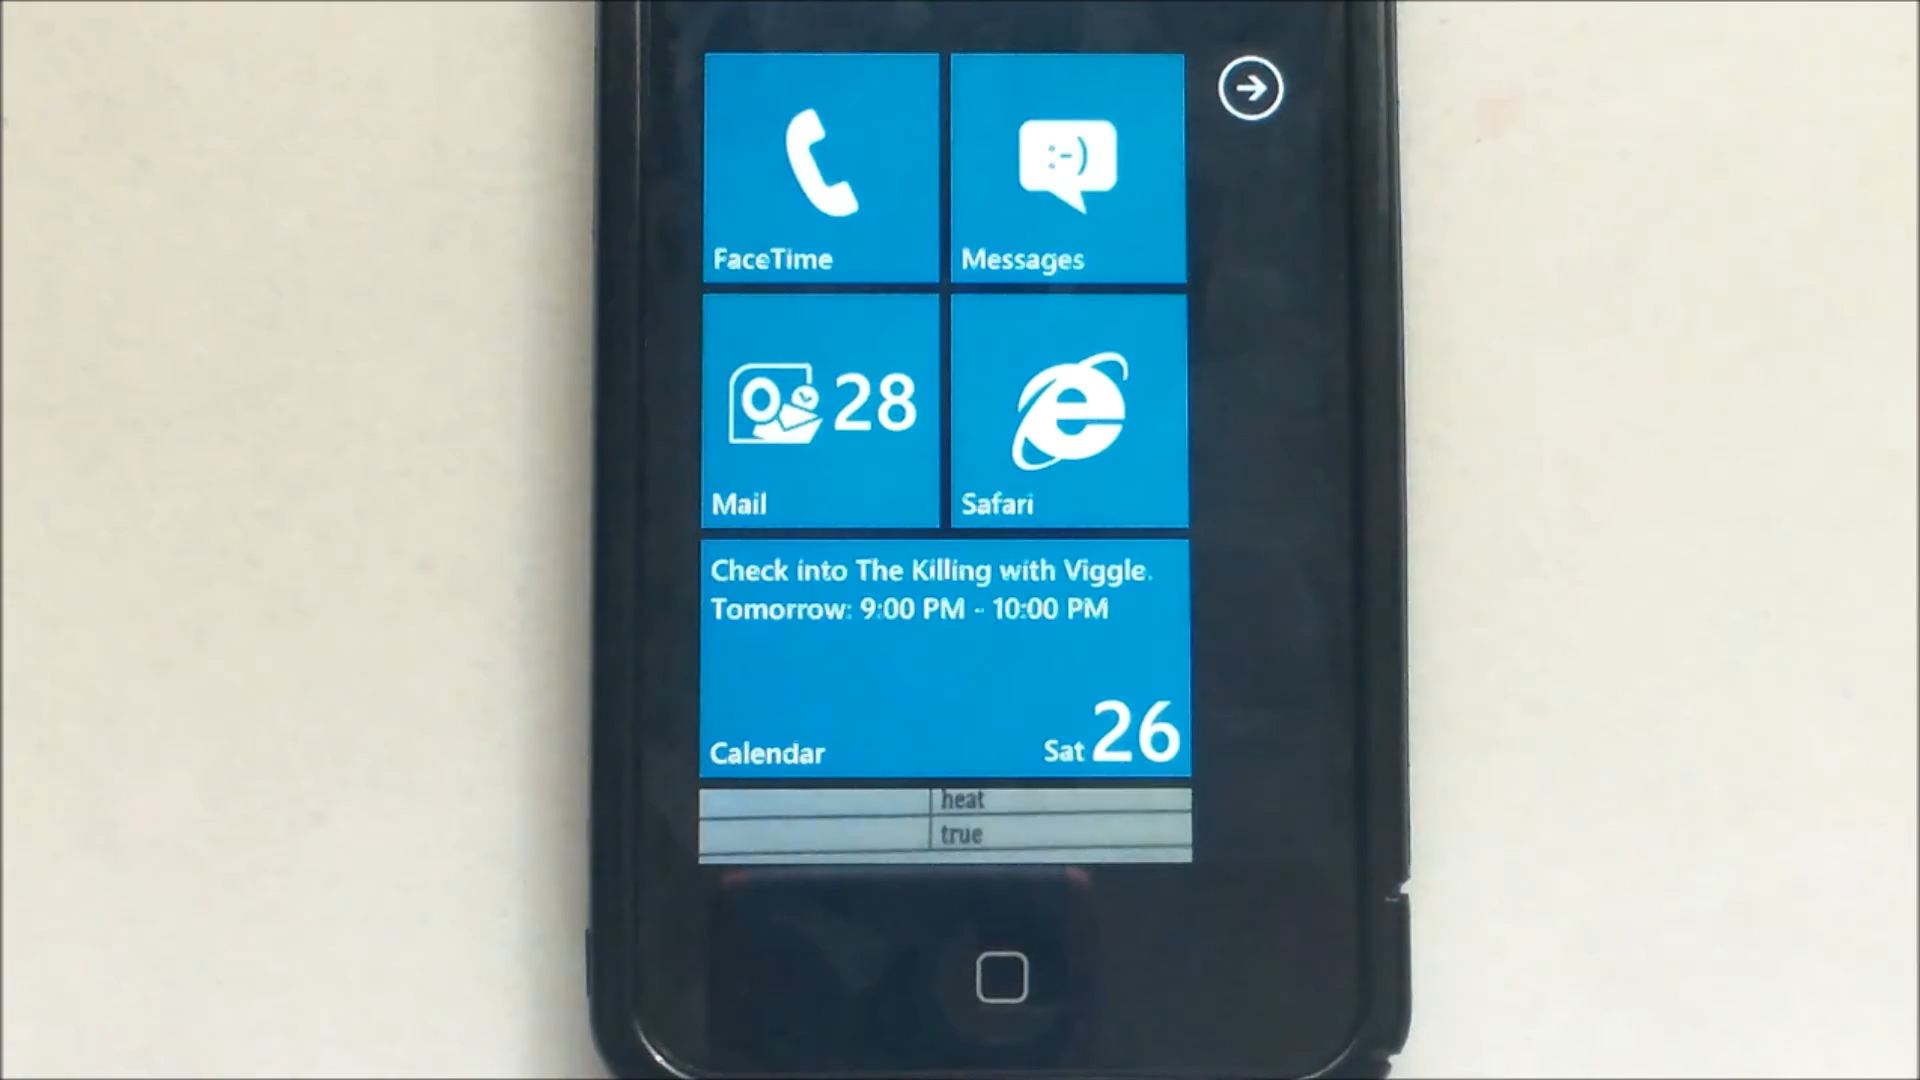 FaceTime
:-) Messages
28
Mail
Safari
Check into The Killing with Viggle.
Tomorrow: 9:00 PM - 10:00 PM
Calendar
Sat 26
heat
true